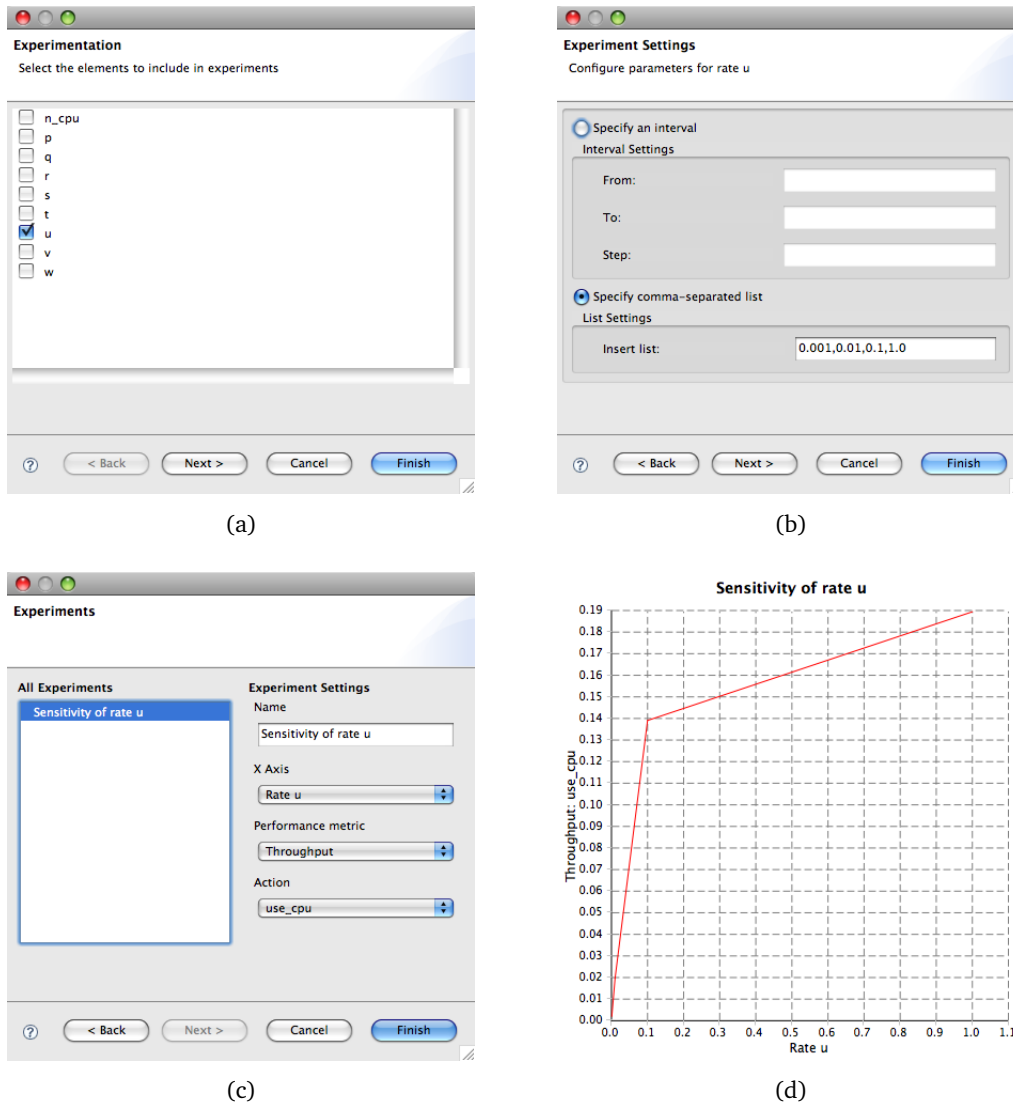 Experimentation
Select the elements to include in experiments
n_cpu
p
q
r
s
t
u
v
w
?
< Back
Next >
Cancel
Finish
(a)
Experiment Settings
Configure parameters for rate u
Specify an interval
Interval Settings
From:
To:
Step:
Specify comma-separated list
List Settings
Insert list:
0.001,0.01,0.1,1.0
?
< Back
Next >
Cancel
Finish
(b)
Experiments
All Experiments
Sensitivity of rate u
Experiment Settings
Name
Sensitivity of rate u
X Axis
Rate u
Performance metric
Throughput
Action
use_cpu
?
< Back
Next >
Cancel
Finish
(c)
Sensitivity of rate u
Throughput: use_cpu
0.19
0.18
0.17
0.16
0.15
0.14
0.13
0.12
0.11
0.10
0.09
0.08
0.07
0.06
0.05
0.04
0.03
0.02
0.01
0.00
0.0 0.1 0.2 0.3 0.4 0.5 0.6 0.7 0.8 0.9 1.0 1.1
Rate u
(d)